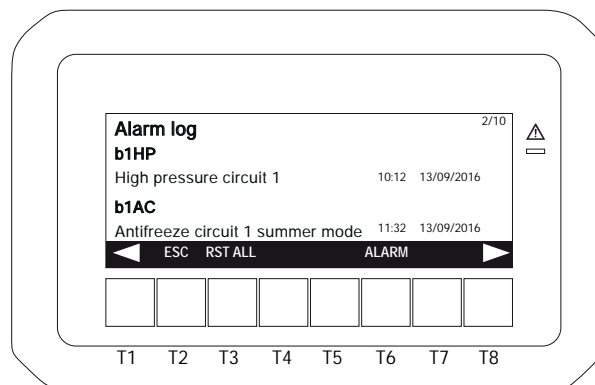 2/10
Alarm log
b1HP
High pressure circuit 1 10:12 13/09/2016
b1AC
Antifreeze circuit 1 summer mode 11:32 13/09/2016
ESC RST ALL ALARM
T1 T2 T3 T4 T5 T6 T7 T8